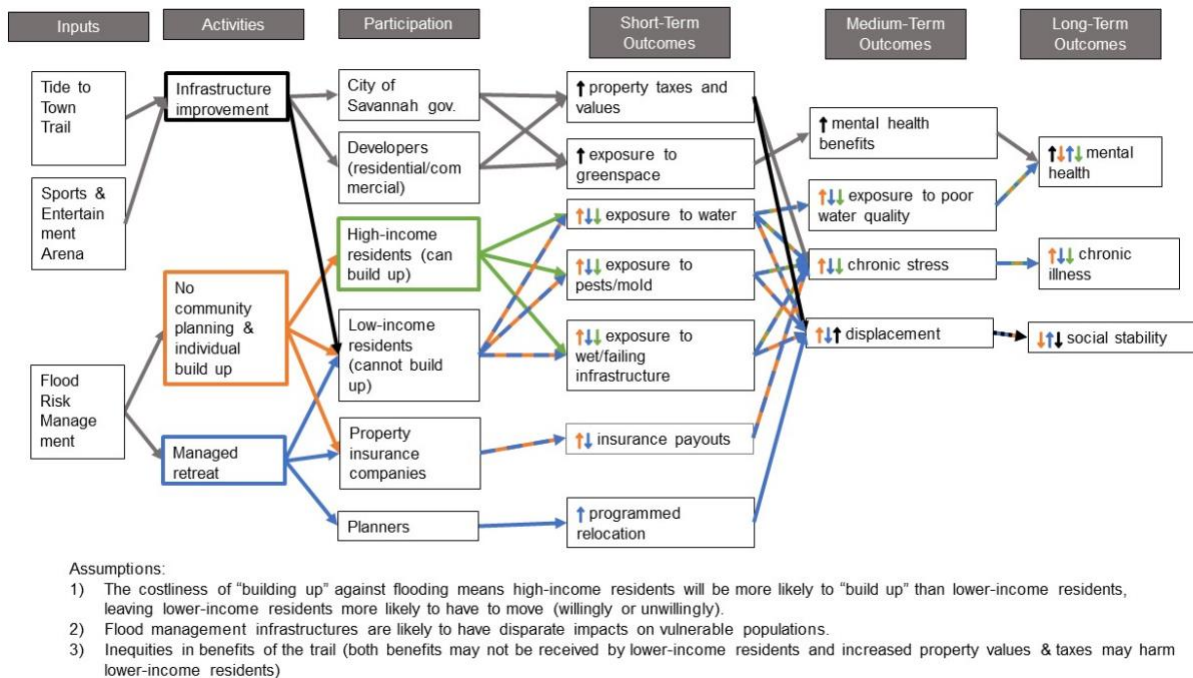 Inputs
Activities
Participation
Short-Term
Outcomes
Medium-Term
Outcomes
Long-Term
Outcomes
Tide to
Town
Trail
Sports &
Entertain
ment
Arena
Flood
Risk
Manage
ment
Infrastructure
improvement
No
community
planning &
individual
build up
Managed
retreat
City of
Savannah gov.
Developers
(residential/com
mercial)
High-income
residents (can
build up)
Low-income
residents
(cannot build
up)
Property
insurance
companies
Planners
↑ property taxes and
values
↑ exposure to
greenspace
↑↓↓ exposure to water
↑↓↓ exposure to
pests/mold
↑↓↓ exposure to
wet/failing
infrastructure
↑↓ insurance payouts
↑ programmed
relocation
↑ mental health
benefits
↑↓↓ exposure to poor
water quality
↑↓↓ chronic stress
↑↓↑ displacement
↑↓↑↓ mental
health
↑↓↓ chronic
illness
↓↑↓ social stability
Assumptions:
1) The costliness of “building up” against flooding means high-income residents will be more likely to “build up” than lower-income residents,
leaving lower-income residents more likely to have to move (willingly or unwillingly).
2) Flood management infrastructures are likely to have disparate impacts on vulnerable populations.
3) Inequities in benefits of the trail (both benefits may not be received by lower-income residents and increased property values & taxes may harm
lower-income residents)